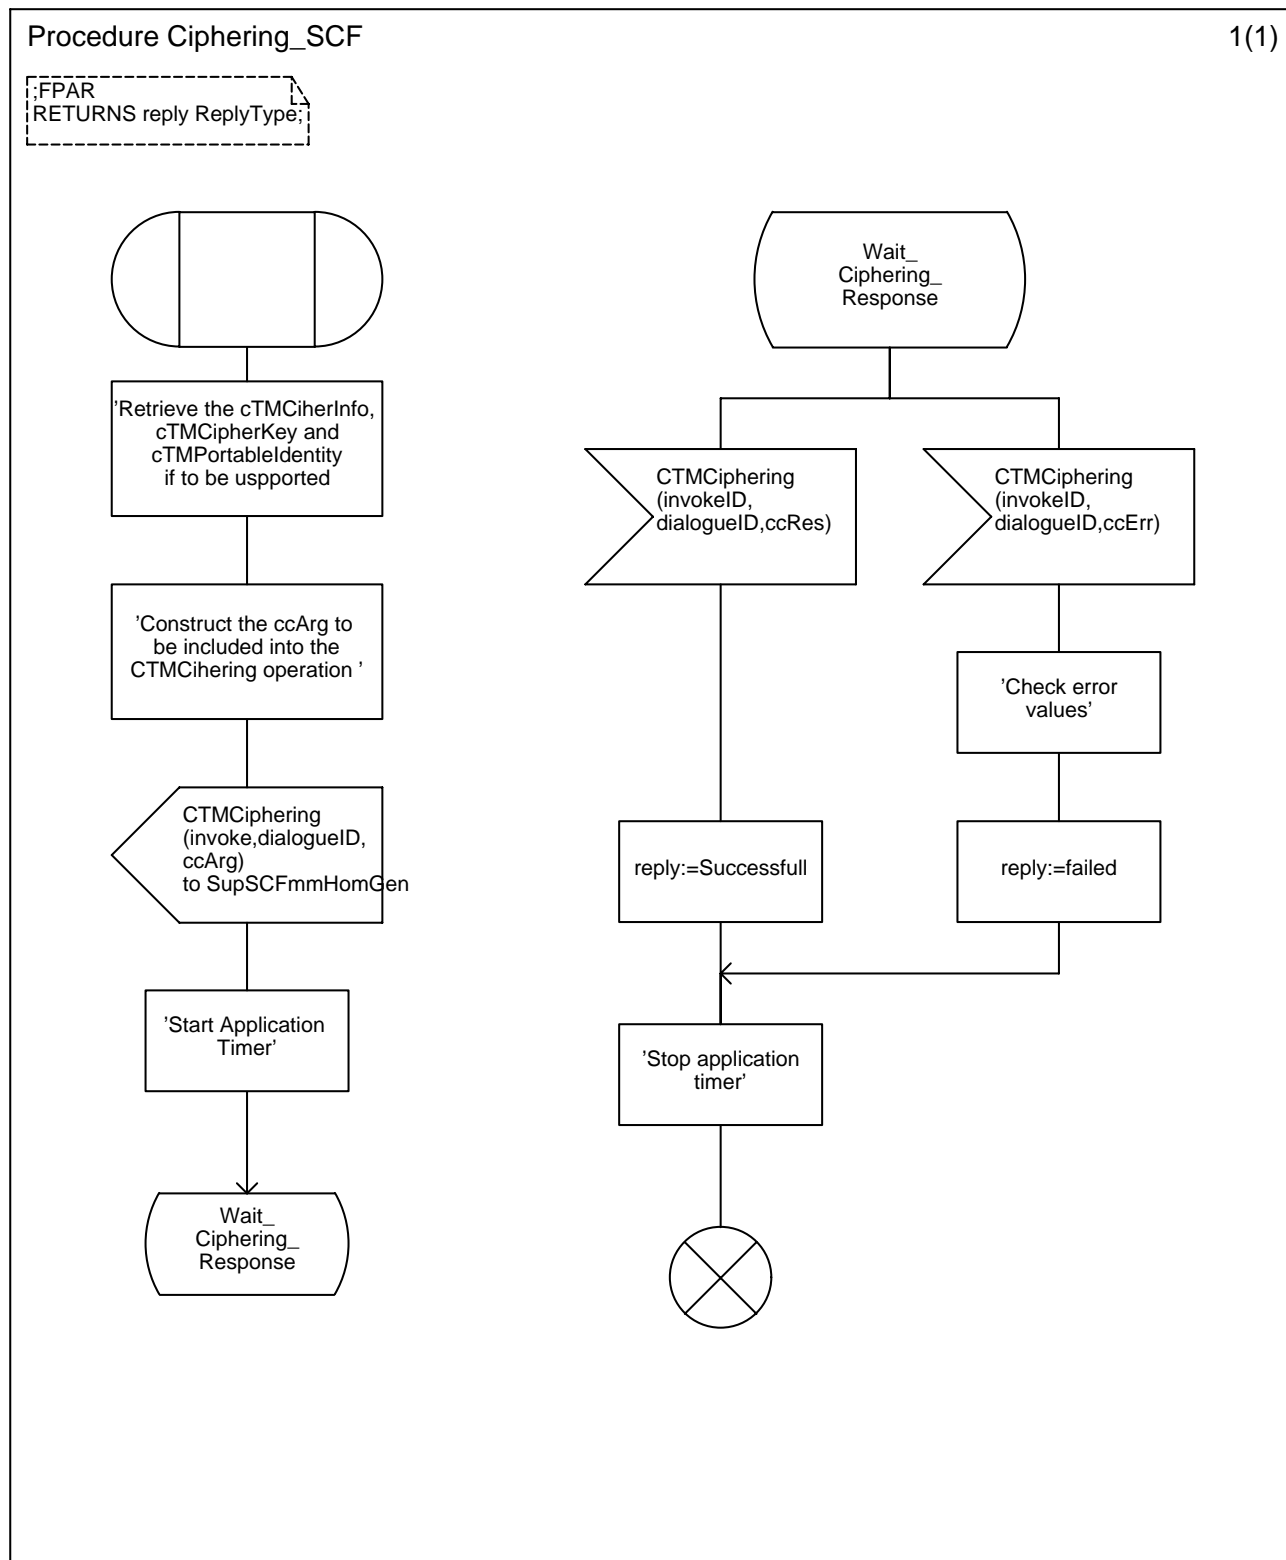 Procedure Ciphering_SCF
1(1)
;FPAR
RETURNS reply ReplyType;
'Retrieve the cTMCiherInfo,
cTMCipherKey and
cTMPortableIdentity
if to be uspported
'Construct the ccArg to
be included into the
CTMCihering operation '
CTMCiphering
(invoke,dialogueID,
ccArg)
to SupSCFmmHomGen
'Start Application
Timer'
Wait_
Ciphering_
Response
Wait_
Ciphering_
Response
CTMCiphering
(invokeID,
dialogueID,ccRes)
reply:=Successfull
CTMCiphering
(invokeID,
dialogueID,ccErr)
'Check error
values'
reply:=failed
'Stop application
timer'